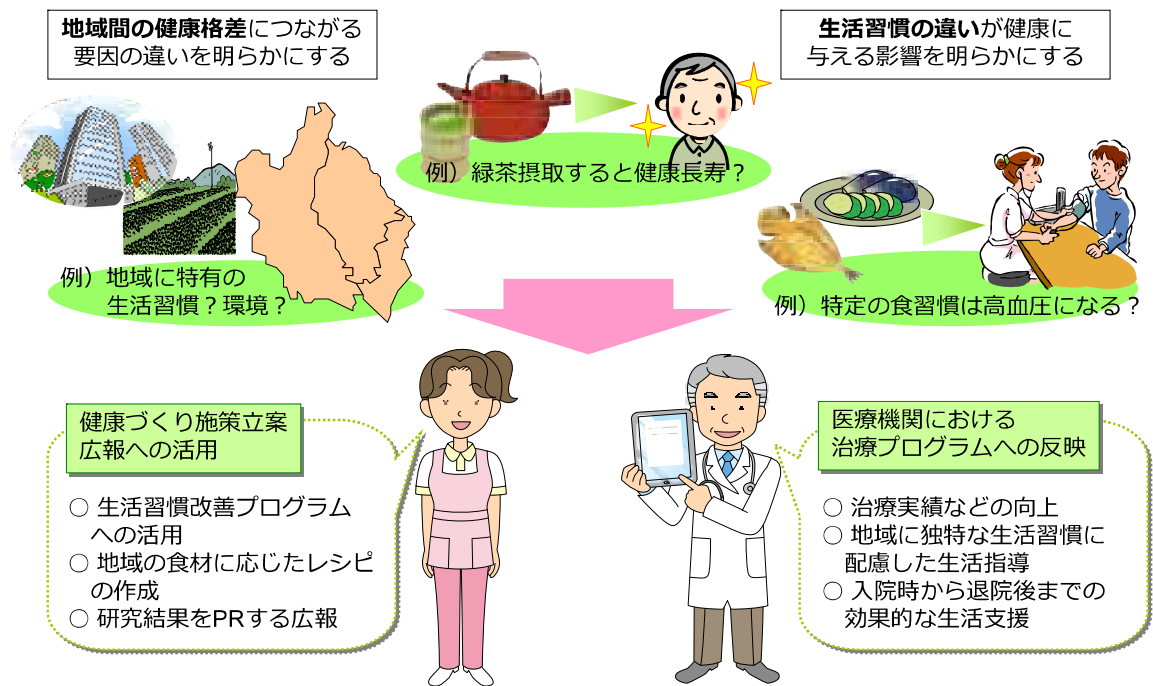 地域間の健康格差につながる
要因の違いを明らかにする
生活習慣の違いが健康に
与える影響を明らかにする
例）緑茶摂取すると健康長寿？
例）地域に特有の
生活習慣？環境？
例）特定の食習慣は高血圧になる？
健康づくり施策立案
広報への活用
○ 生活習慣改善プログラム
への活用
○ 地域の食材に応じたレシピ
の作成
○ 研究結果をPRする広報
医療機関における
治療プログラムへの反映
○ 治療実績などの向上
○ 地域に独特な生活習慣に
配慮した生活指導
○ 入院時から退院後までの
効果的な生活支援